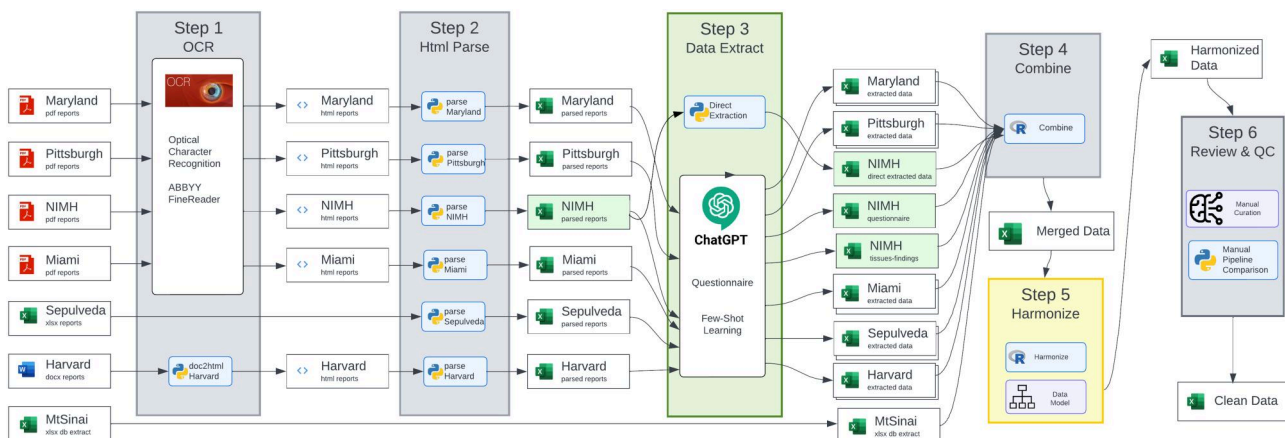 Step 1
OCR
OCR
Optical
Character
Recognition
ABBYY
FineReader
Step 2
Html Parse
Step 3
Data Extract
Step 4
Combine
Step 5
Harmonize
Step 6
Review & QC
Maryland
pdf reports
Pittsburgh
pdf reports
NIMH
pdf reports
Miami
pdf reports
Sepulveda
xlsx reports
Harvard
docx reports
MtSinai
xlsx db extract
doc2html
Harvard
Maryland
html reports
Pittsburgh
html reports
NIMH
html reports
Miami
html reports
Harvard
html reports
parse
Maryland
parse
Pittsburgh
parse
NIMH
parse
Miami
parse
Sepulveda
parse
Harvard
Maryland
parsed reports
Pittsburgh
parsed reports
NIMH
parsed reports
Miami
parsed reports
Sepulveda
parsed reports
Harvard
parsed reports
Direct
Extraction
ChatGPT
Questionnaire
Few-Shot
Learning
Maryland
extracted data
Pittsburgh
extracted data
NIMH
direct extracted data
NIMH
questionnaire
NIMH
tissues-findings
Miami
extracted data
Sepulveda
extracted data
Harvard
extracted data
MtSinai
xlsx db extract
Combine
Merged Data
Harmonize
Data
Model
Harmonized
Data
Manual
Curation
Manual
Pipeline
Comparison
Clean Data